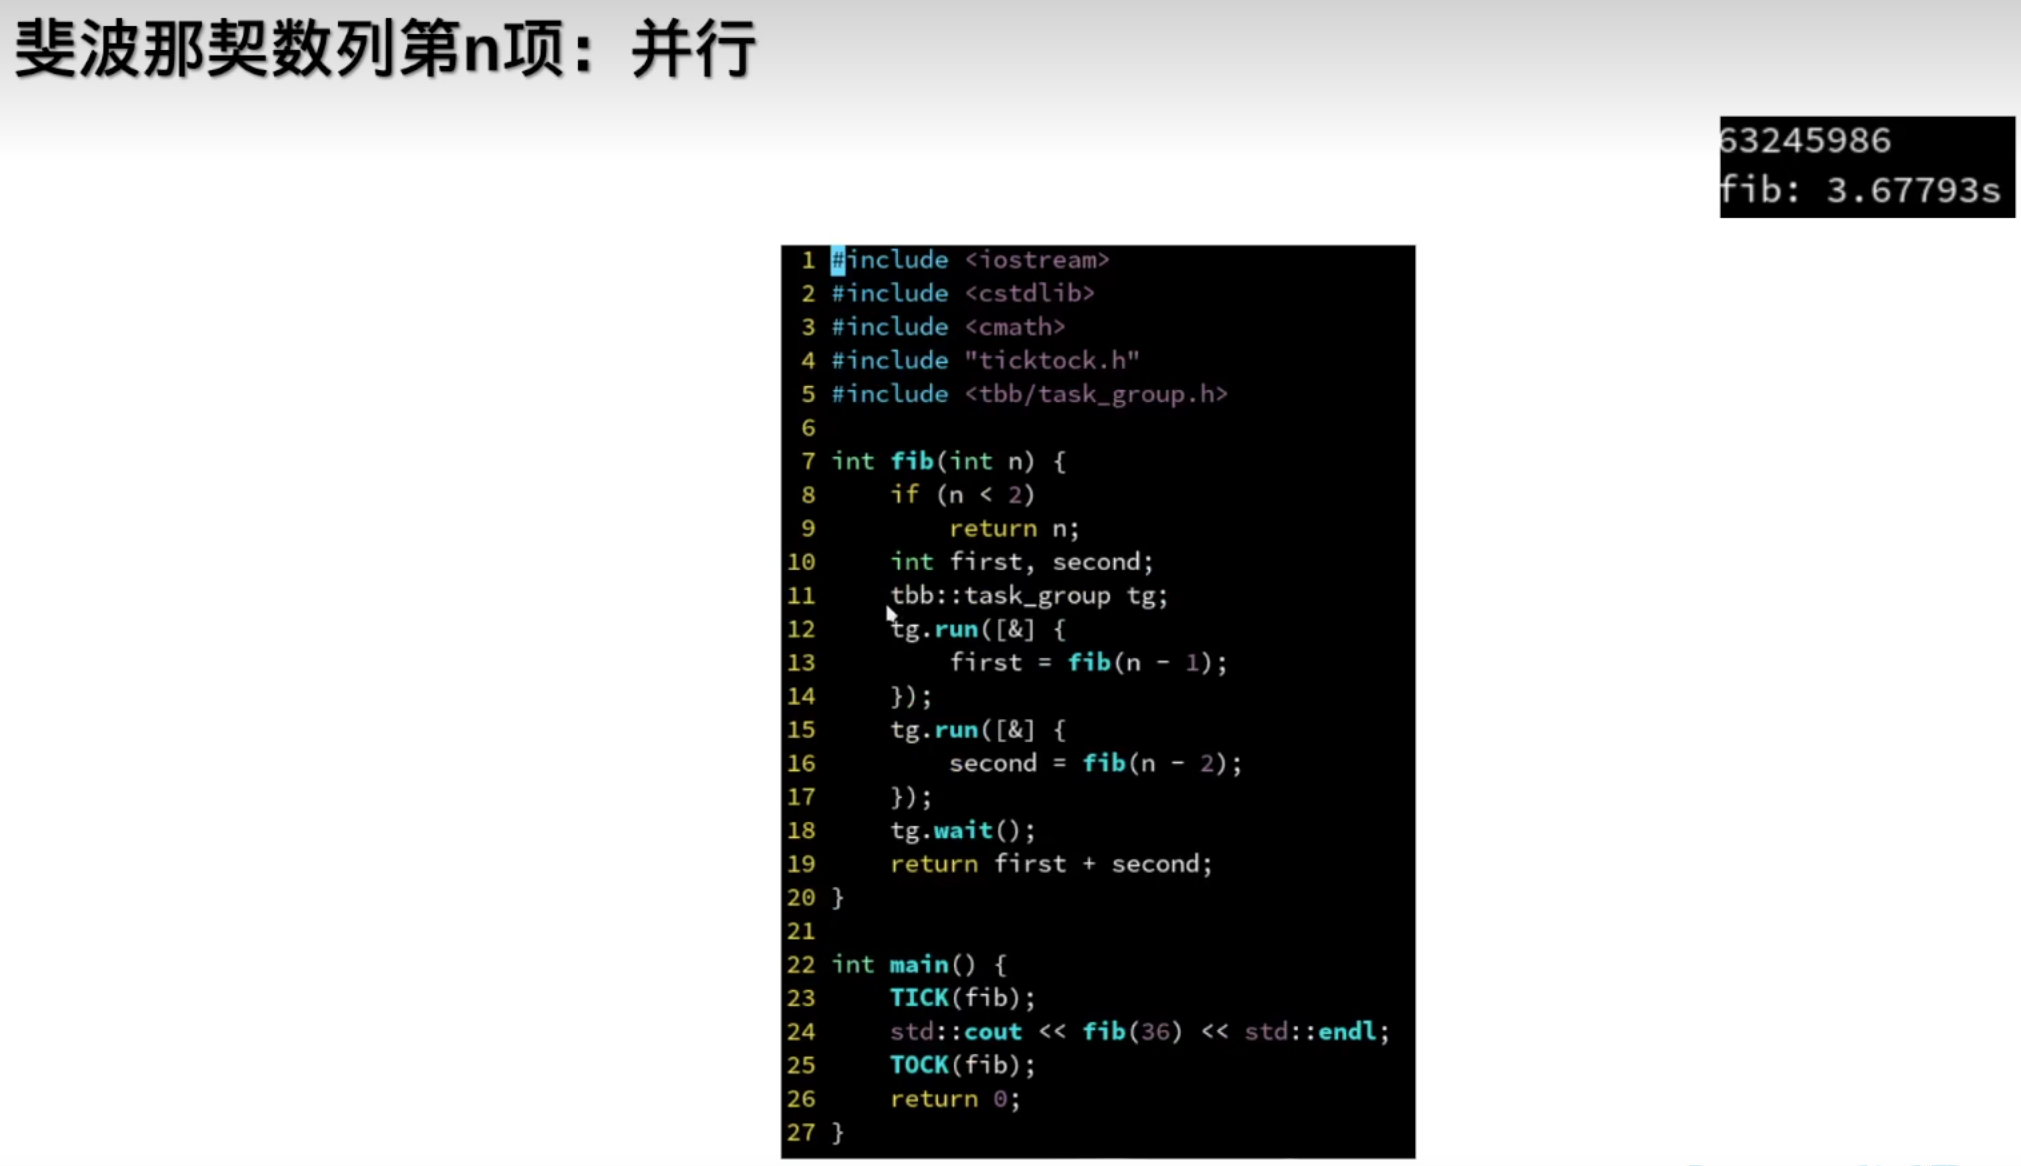 斐波那契数列第n项：并行
63245986
fib: 3.67793s
1 #include <iostream>
2 #include <cstdlib>
3 #include <cmath>
4 #include "ticktock.h"
5 #include <tbb/task_group.h>
6
7 int fib(int n) {
8     if (n < 2)
9         return n;
10     int first, second;
11     tbb::task_group tg;
12     tg.run([&] {
13         first = fib(n - 1);
14     });
15     tg.run([&] {
16         second = fib(n - 2);
17     });
18     tg.wait();
19     return first + second;
20 }
21
22 int main() {
23     TICK(fib);
24     std::cout << fib(36) << std::endl;
25     TOCK(fib);
26     return 0;
27 }